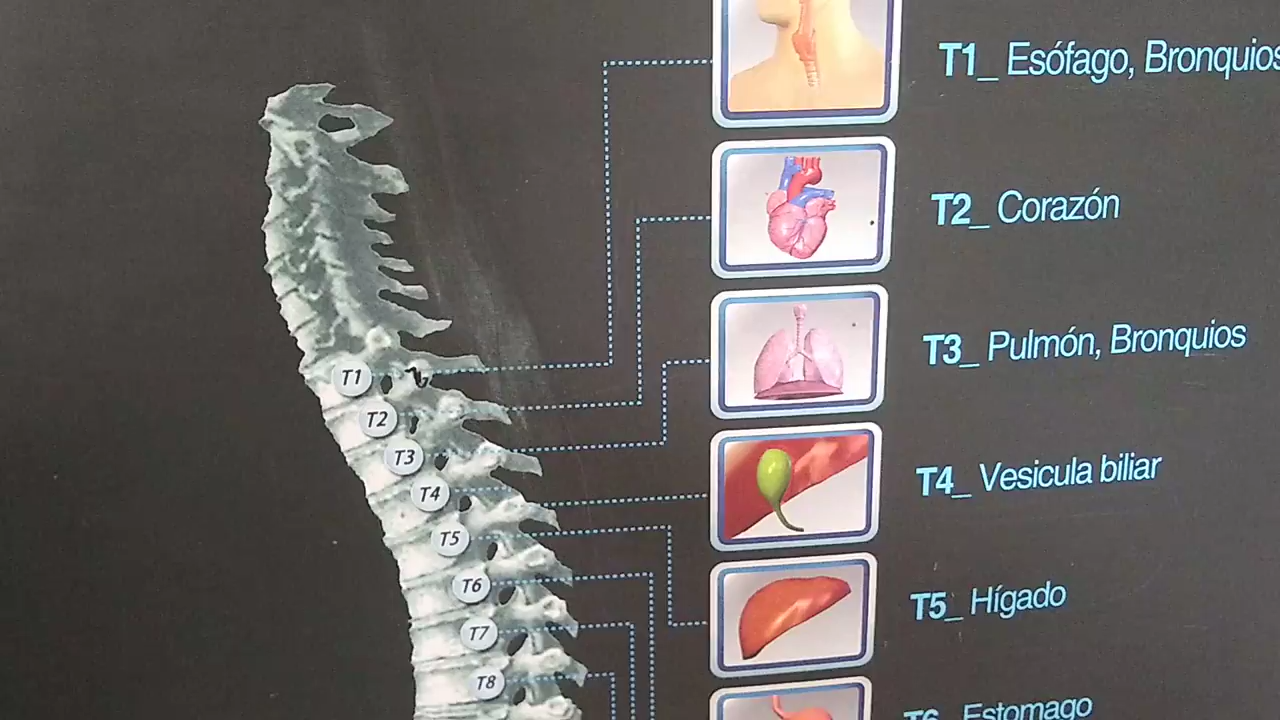 T1_ Esófago, Bronquios
T2_ Corazón
T3_ Pulmón, Bronquios
T4_ Vesicula biliar
T5_ Hígado
T6_ Estomago
T1
T2
T3
T4
T5
T6
T7
T8